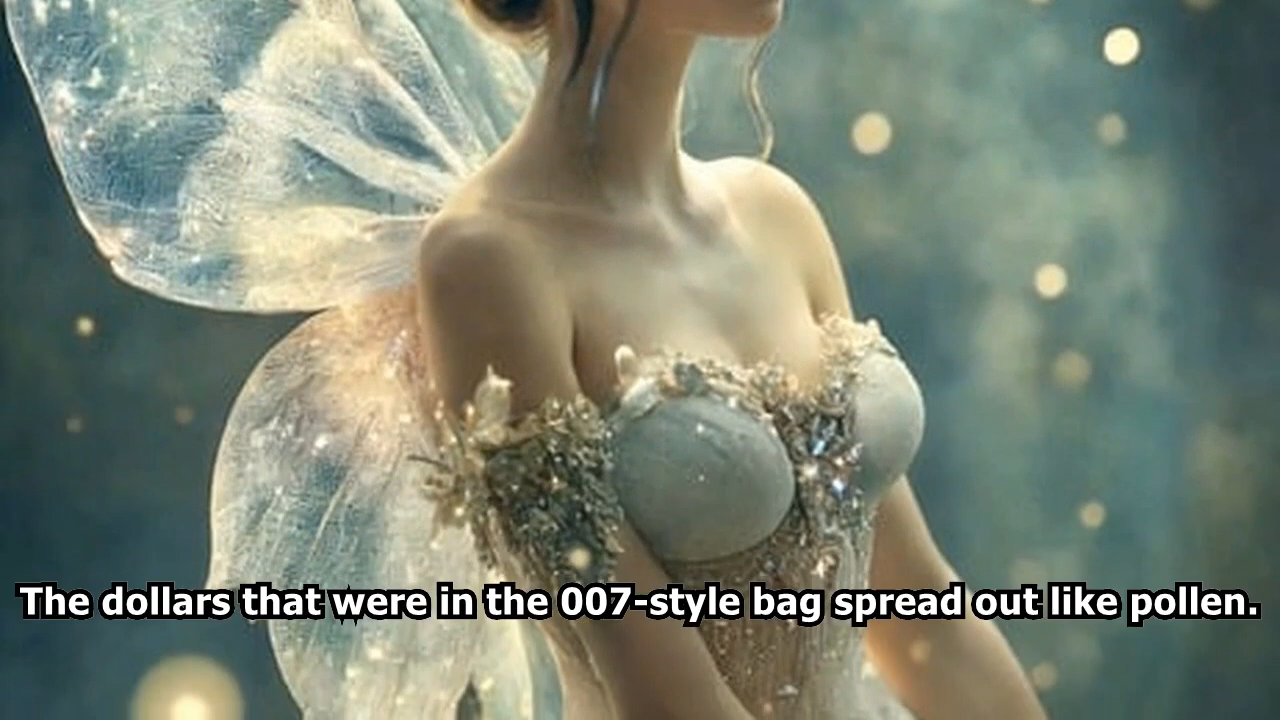 The dollars that were in the 007-style bag spread out like pollen.